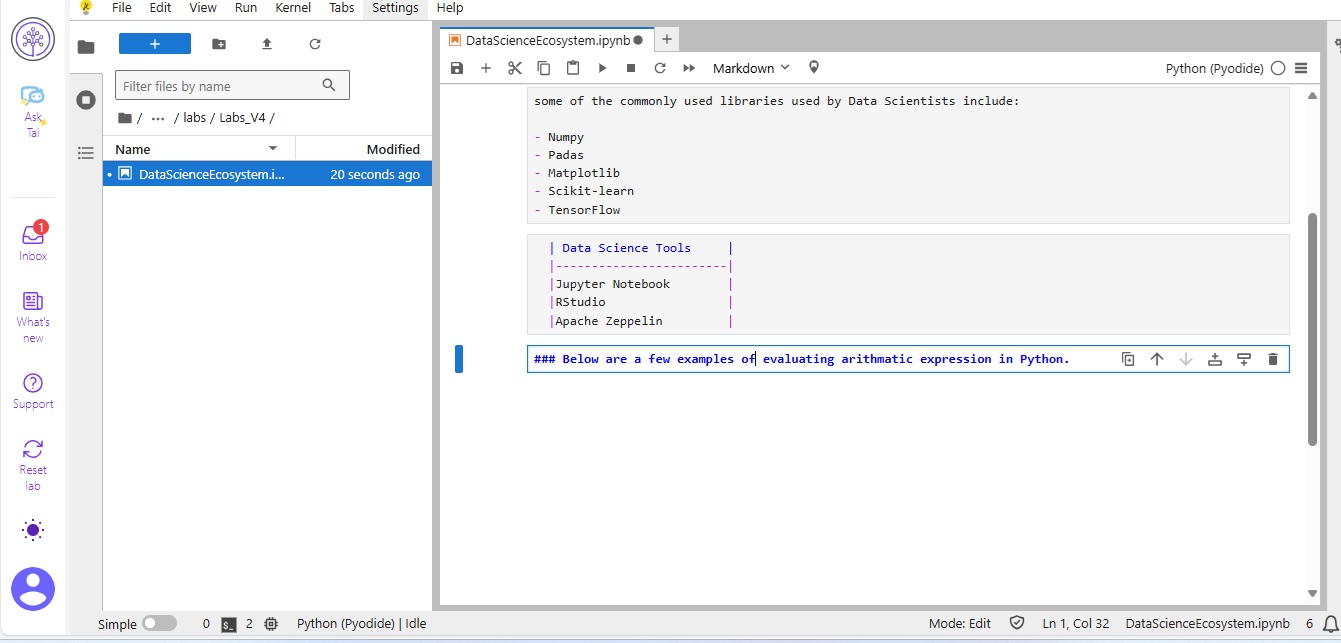 File Edit View Run Kernel Tabs Settings Help
Ask
Tai
1
Inbox
What's
new
Support
Reset
lab
+
Filter files by name
/ ... / labs / Labs_V4 /
Name Modified
DataScienceEcosystem.i... 20 seconds ago
DataScienceEcosystem.ipynb
+
Markdown
Python (Pyodide)
some of the commonly used libraries used by Data Scientists include:
- Numpy
- Padas
- Matplotlib
- Scikit-learn
- TensorFlow
| Data Science Tools |
|-----------------------|
|Jupyter Notebook |
|RStudio |
|Apache Zeppelin |
### Below are a few examples of evaluating arithmatic expression in Python.
Simple 0 $_ 2 Python (Pyodide) | Idle
Mode: Edit Ln 1, Col 32 DataScienceEcosystem.ipynb 6